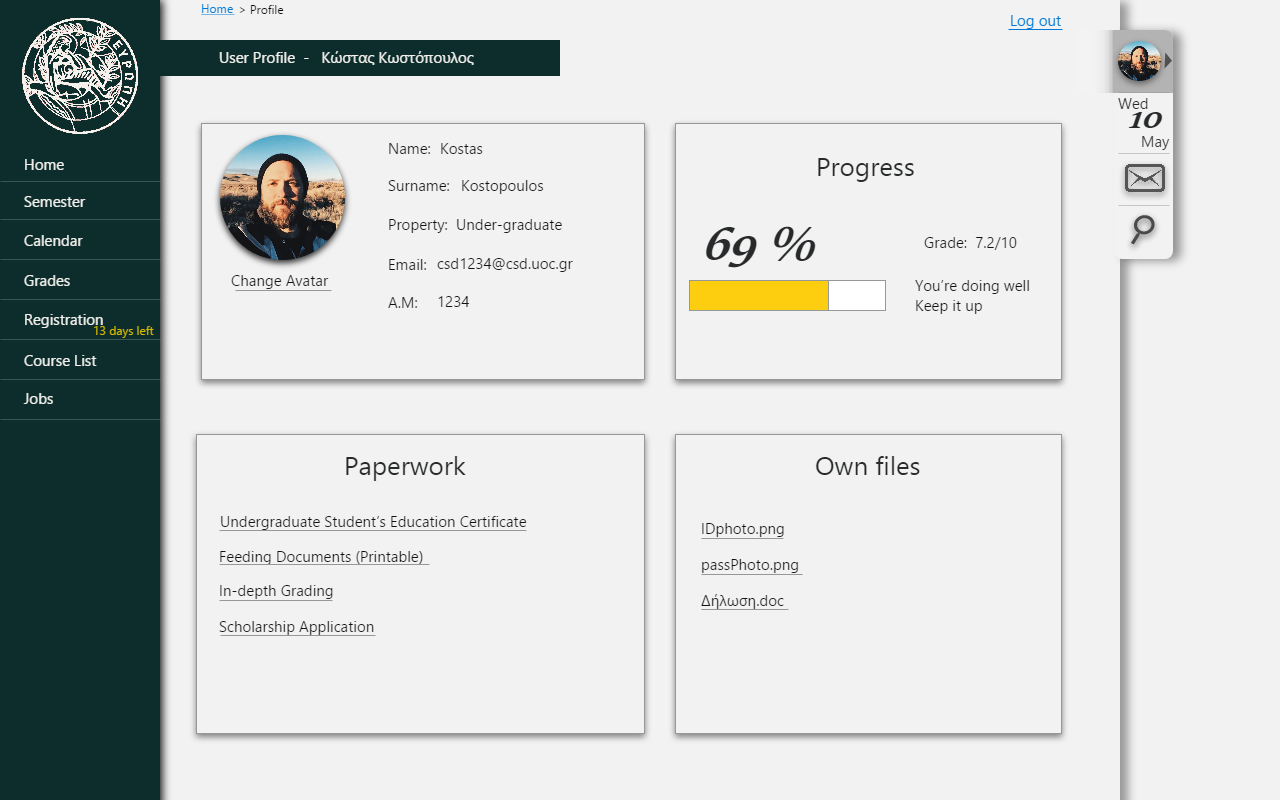 Home > Profile
Log out
ΕΥΡΩΠΗ
User Profile - Κώστας Κωστόπουλος
Home
Semester
Calendar
Grades
Registration
13 days left
Course List
Jobs
Name: Kostas
Surname: Kostopoulos
Property: Under-graduate
Email: csd1234@csd.uoc.gr
A.M: 1234
Change Avatar
Progress
69 %
Grade: 7.2/10
You’re doing well
Keep it up
Wed
10
May
Paperwork
Undergraduate Student’s Education Certificate
Feeding Documents (Printable)
In-depth Grading
Scholarship Application
Own files
IDphoto.png
passPhoto.png
Δήλωση.doc